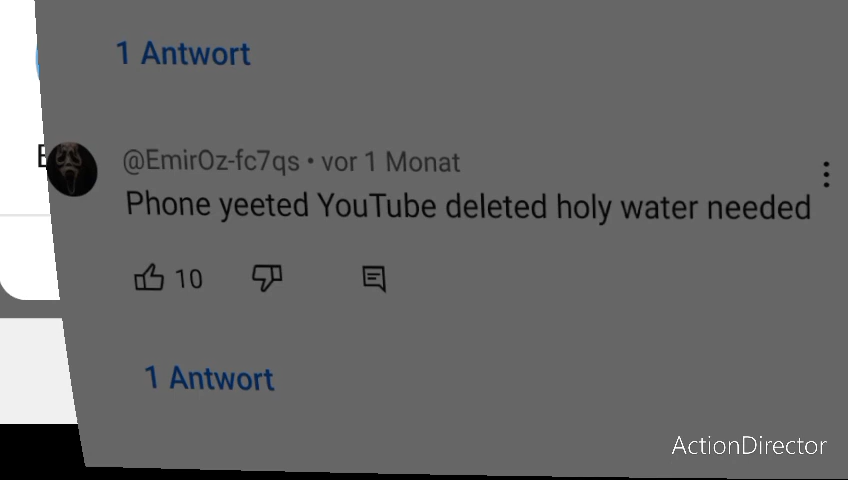 1 Antwort
@EmirOz-fc7qs • vor 1 Monat
Phone yeeted YouTube deleted holy water needed
10
1 Antwort
ActionDirector